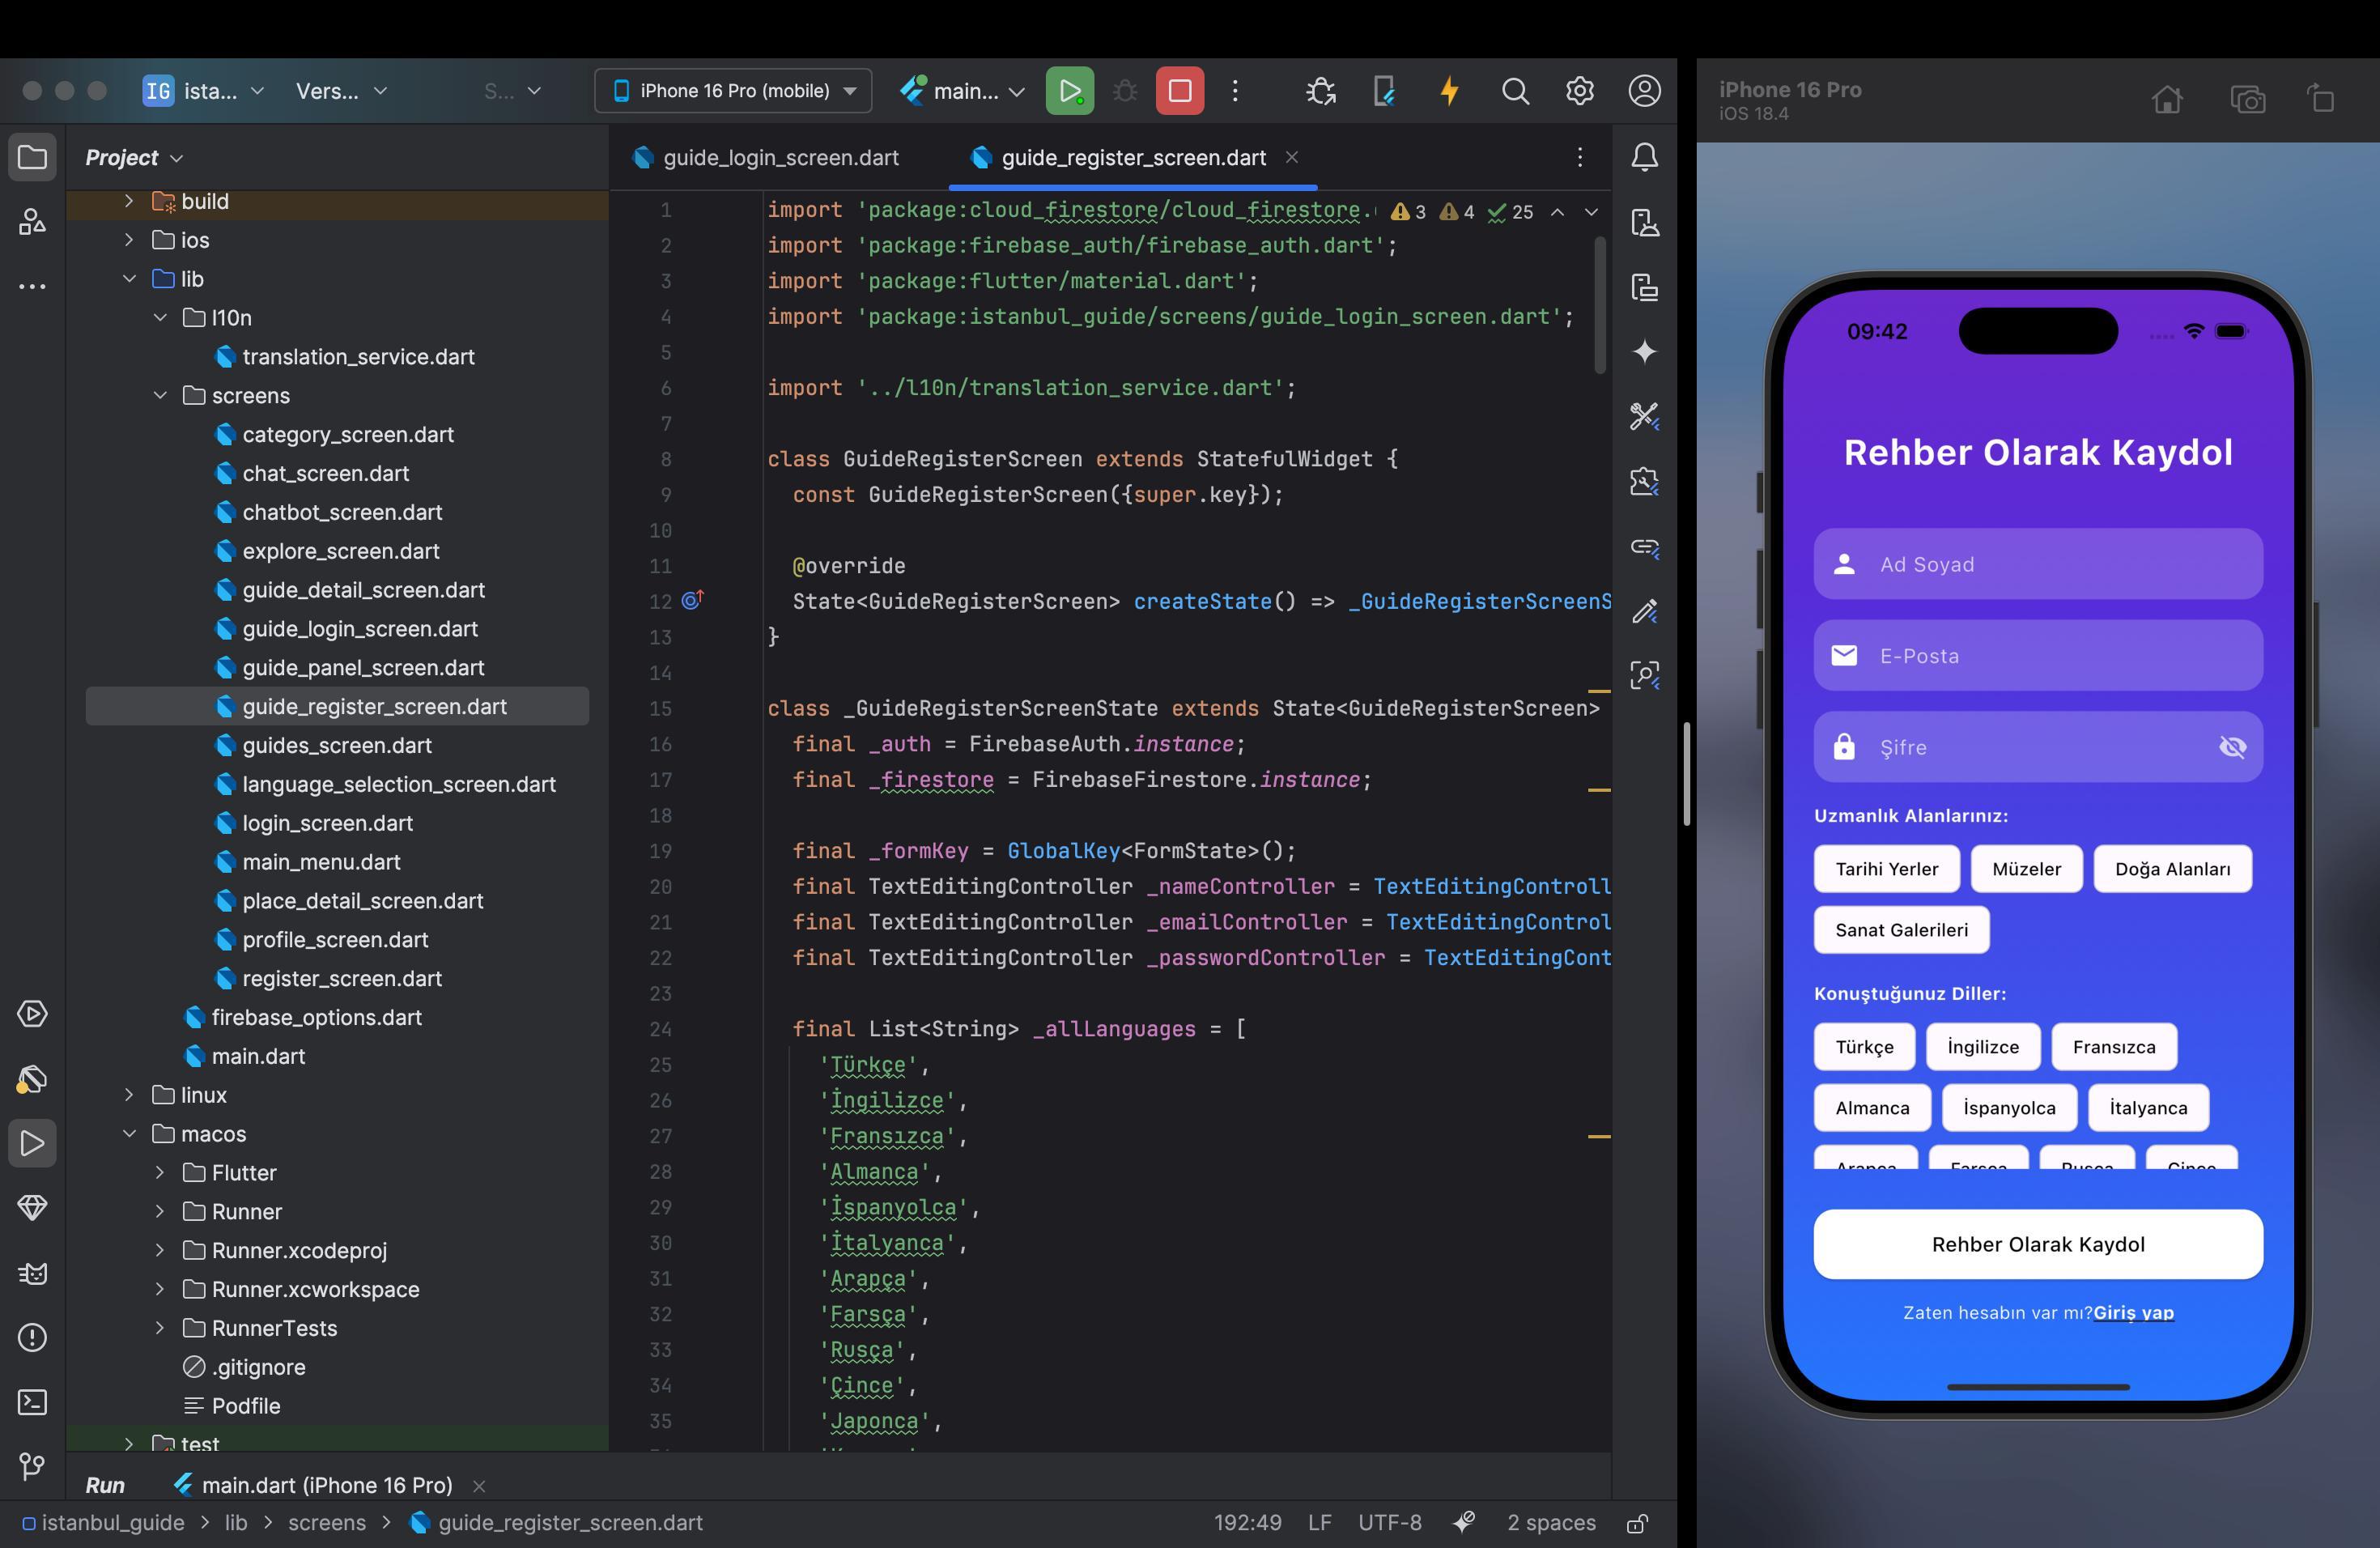 IG ista... Vers... S... iPhone 16 Pro (mobile) main...
Project
build
ios
lib
l10n
translation_service.dart
screens
category_screen.dart
chat_screen.dart
chatbot_screen.dart
explore_screen.dart
guide_detail_screen.dart
guide_login_screen.dart
guide_panel_screen.dart
guide_register_screen.dart
guides_screen.dart
language_selection_screen.dart
login_screen.dart
main_menu.dart
place_detail_screen.dart
profile_screen.dart
register_screen.dart
firebase_options.dart
main.dart
linux
macos
Flutter
Runner
Runner.xcodeproj
Runner.xcworkspace
RunnerTests
.gitignore
Podfile
test
guide_login_screen.dart guide_register_screen.dart
3 4 25
1 import 'package:cloud_firestore/cloud_firestore.
2 import 'package:firebase_auth/firebase_auth.dart';
3 import 'package:flutter/material.dart';
4 import 'package:istanbul_guide/screens/guide_login_screen.dart';
5
6 import '../l10n/translation_service.dart';
7
8 class GuideRegisterScreen extends StatefulWidget {
9 const GuideRegisterScreen({super.key});
10
11 @override
12 State<GuideRegisterScreen> createState() => _GuideRegisterScreenS
13 }
14
15 class _GuideRegisterScreenState extends State<GuideRegisterScreen>
16 final _auth = FirebaseAuth.instance;
17 final _firestore = FirebaseFirestore.instance;
18
19 final _formKey = GlobalKey<FormState>();
20 final TextEditingController _nameController = TextEditingControll
21 final TextEditingController _emailController = TextEditingControl
22 final TextEditingController _passwordController = TextEditingCont
23
24 final List<String> _allLanguages = [
25 'Türkçe',
26 'İngilizce',
27 'Fransızca',
28 'Almanca',
29 'İspanyolca',
30 'İtalyanca',
31 'Arapça',
32 'Farsça',
33 'Rusça',
34 'Çince',
35 'Japonca',
Run main.dart (iPhone 16 Pro)
istanbul_guide > lib > screens > guide_register_screen.dart
192:49 LF UTF-8 2 spaces
iPhone 16 Pro
iOS 18.4
09:42
Rehber Olarak Kaydol
Ad Soyad
E-Posta
Şifre
Uzmanlık Alanlarınız:
Tarihi Yerler Müzeler Doğa Alanları
Sanat Galerileri
Konuştuğunuz Diller:
Türkçe İngilizce Fransızca
Almanca İspanyolca İtalyanca
Arapça Farsça Rusça Çince
Rehber Olarak Kaydol
Zaten hesabın var mı?Giriş yap